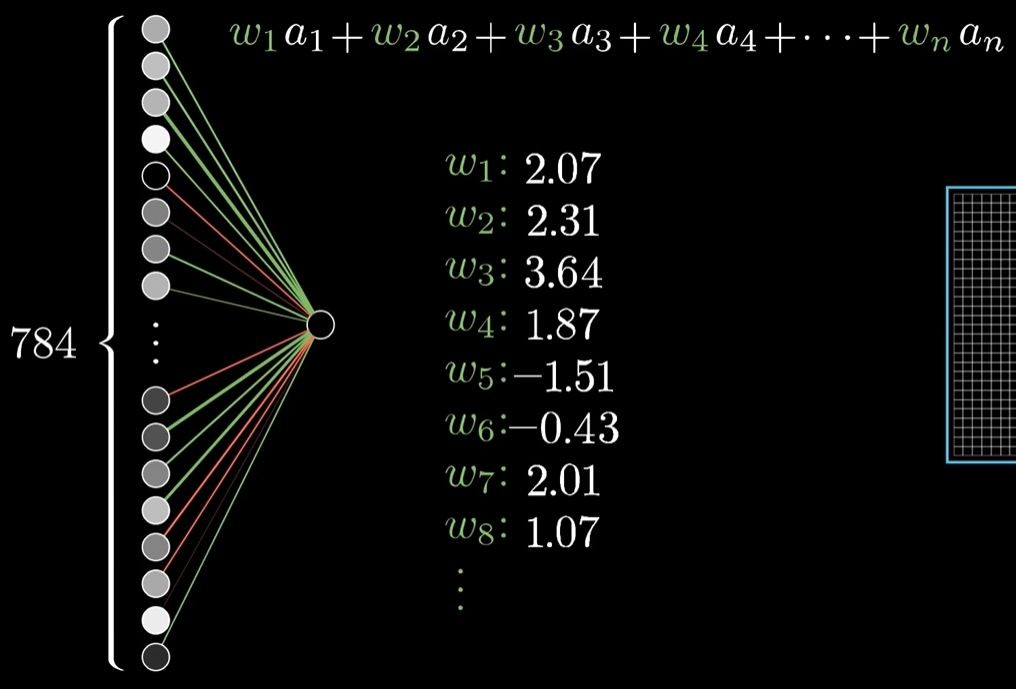 w₁a₁ + w₂a₂ + w₃a₃ + w₄a₄ + ⋯ + wₙaₙ
w₁: 2.07
w₂: 2.31
w₃: 3.64
784
w₄: 1.87
w₅: −1.51
w₆: −0.43
w₇: 2.01
w₈: 1.07
⋮